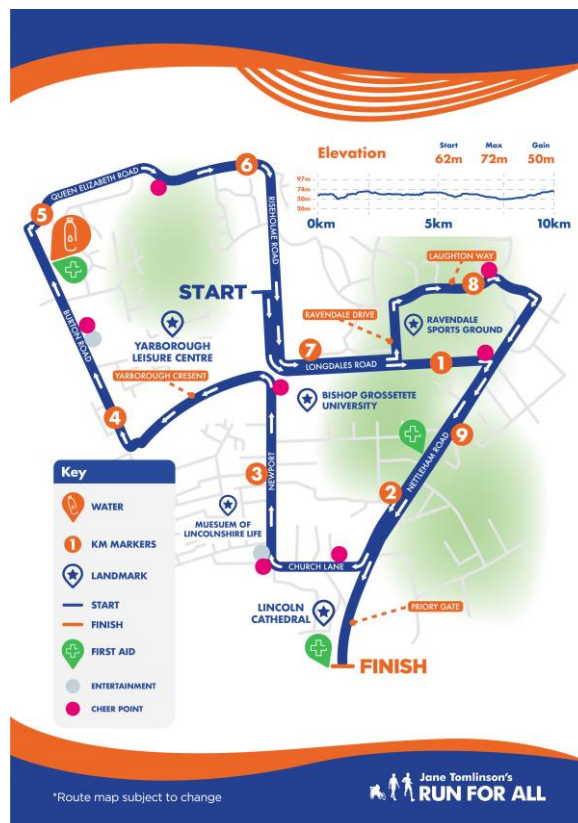 Elevation
Start
62m
Max
72m
Gain
50m
97m
74m
50m
26m
0km
5km
10km
QUEEN ELIZABETH ROAD
6
5
RISEHOLME ROAD
LAUGHTON WAY
8
START
RAVENDALE DRIVE
RAVENDALE
SPORTS GROUND
BURTON ROAD
YARBOROUGH
LEISURE CENTRE
7
LONGDALES ROAD
1
YARBOROUGH CRESENT
BISHOP GROSSETETE
UNIVERSITY
4
9
NETTLEHAM ROAD
3
NEWPORT
2
MUESUEM OF
LINCOLNSHIRE LIFE
CHURCH LANE
LINCOLN
CATHEDRAL
PRIORY GATE
FINISH
Key
WATER
1
KM MARKERS
LANDMARK
START
FINISH
FIRST AID
ENTERTAINMENT
CHEER POINT
*Route map subject to change
Jane Tomlinson's
RUN FOR ALL